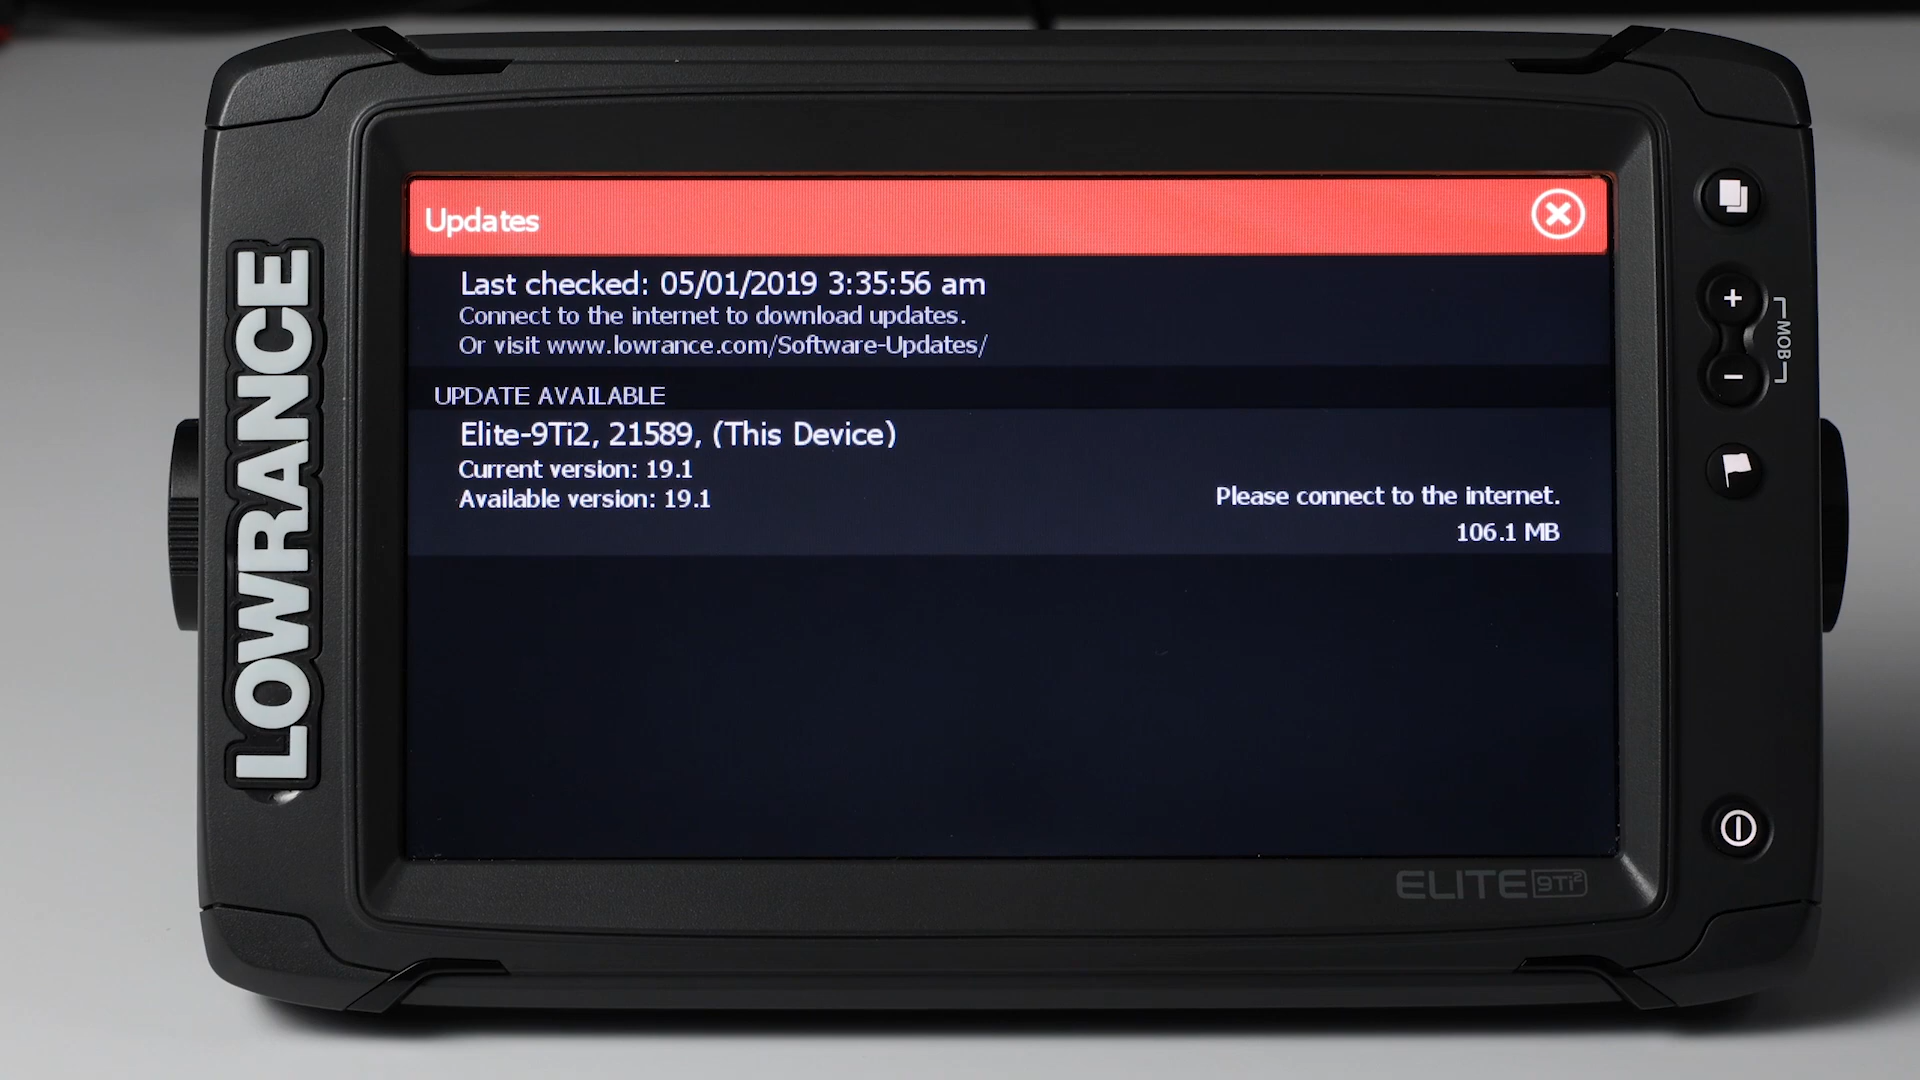 Updates
Last checked: 05/01/2019 3:35:56 am
Connect to the internet to download updates.
Or visit www.lowrance.com/Software-Updates/
UPDATE AVAILABLE
Elite-9Ti2, 21589, (This Device)
Current version: 19.1
Available version: 19.1
Please connect to the internet.
106.1 MB
LOWRANCE
+
MOB
−
ELITE 9Ti²